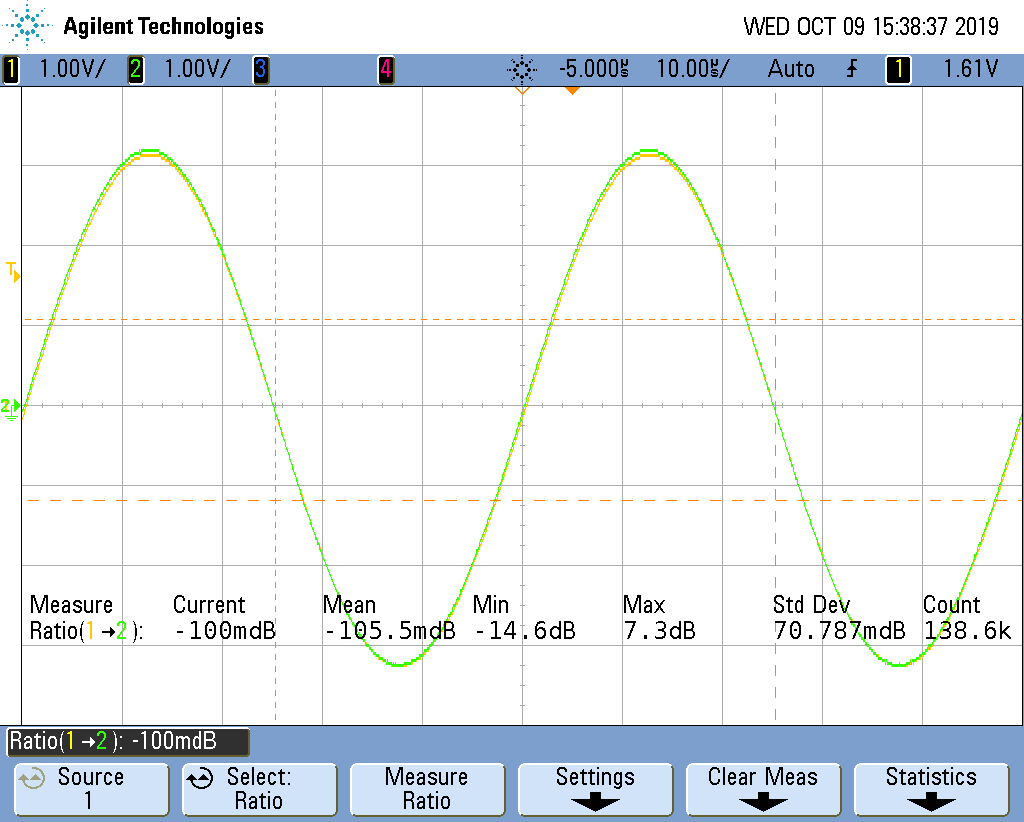 Agilent Technologies WED OCT 09 15:38:37 2019
1 1.00V/ 2 1.00V/ 3 4 -5.000µs 10.00µs/ Auto 1 1.61V
T
2
Measure Current Mean Min Max Std Dev Count
Ratio(1→2): -100mdB -105.5mdB -14.6dB 7.3dB 70.787mdB 138.6k
Ratio(1→2): -100mdB
Source Select: Measure Settings Clear Meas Statistics
1 Ratio Ratio